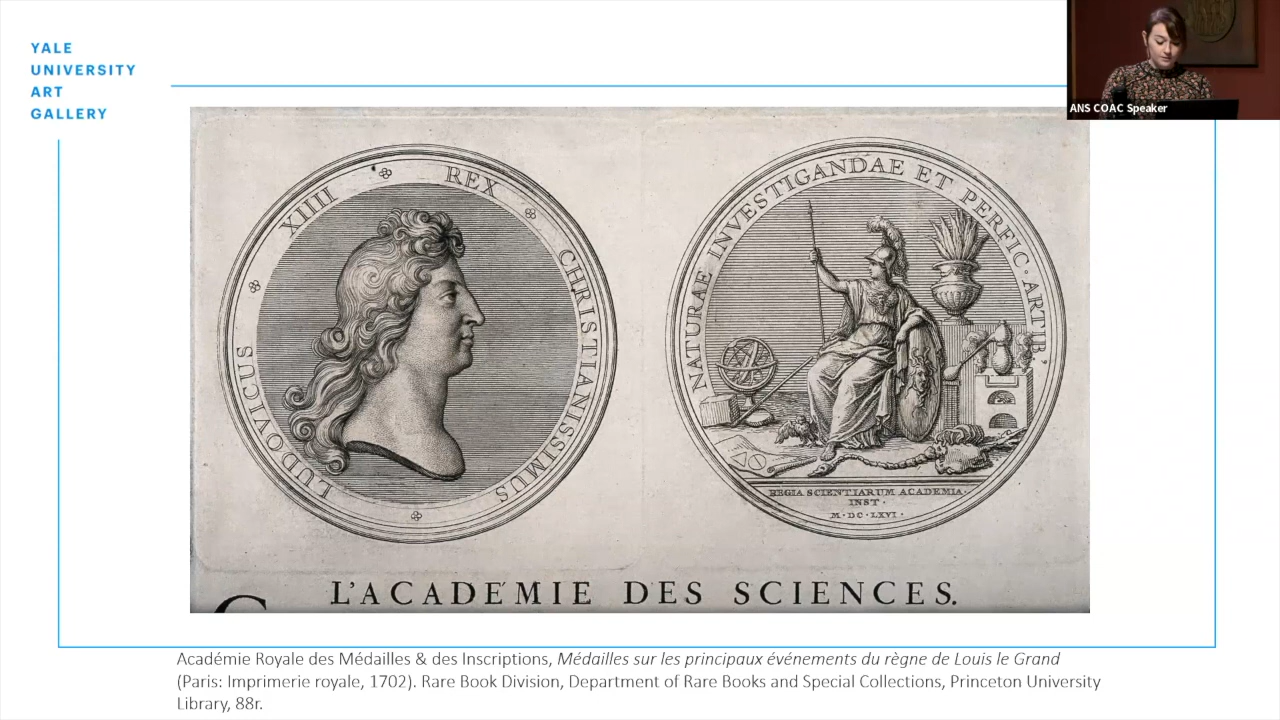 YALE
UNIVERSITY
ART
GALLERY
ANS COAC Speaker
LUDOVICUS XIIII REX CHRISTIANISSIMUS
NATURAE INVESTIGANDAE ET PERFIC · ARTIB'
REGIA SCIENTIARUM ACADEMIA ·
INST ·
M · DC · LXVI ·
L'ACADÉMIE DES SCIENCES.
Académie Royale des Médailles & des Inscriptions, Médailles sur les principaux événements du règne de Louis le Grand
(Paris: Imprimerie royale, 1702). Rare Book Division, Department of Rare Books and Special Collections, Princeton University
Library, 88r.